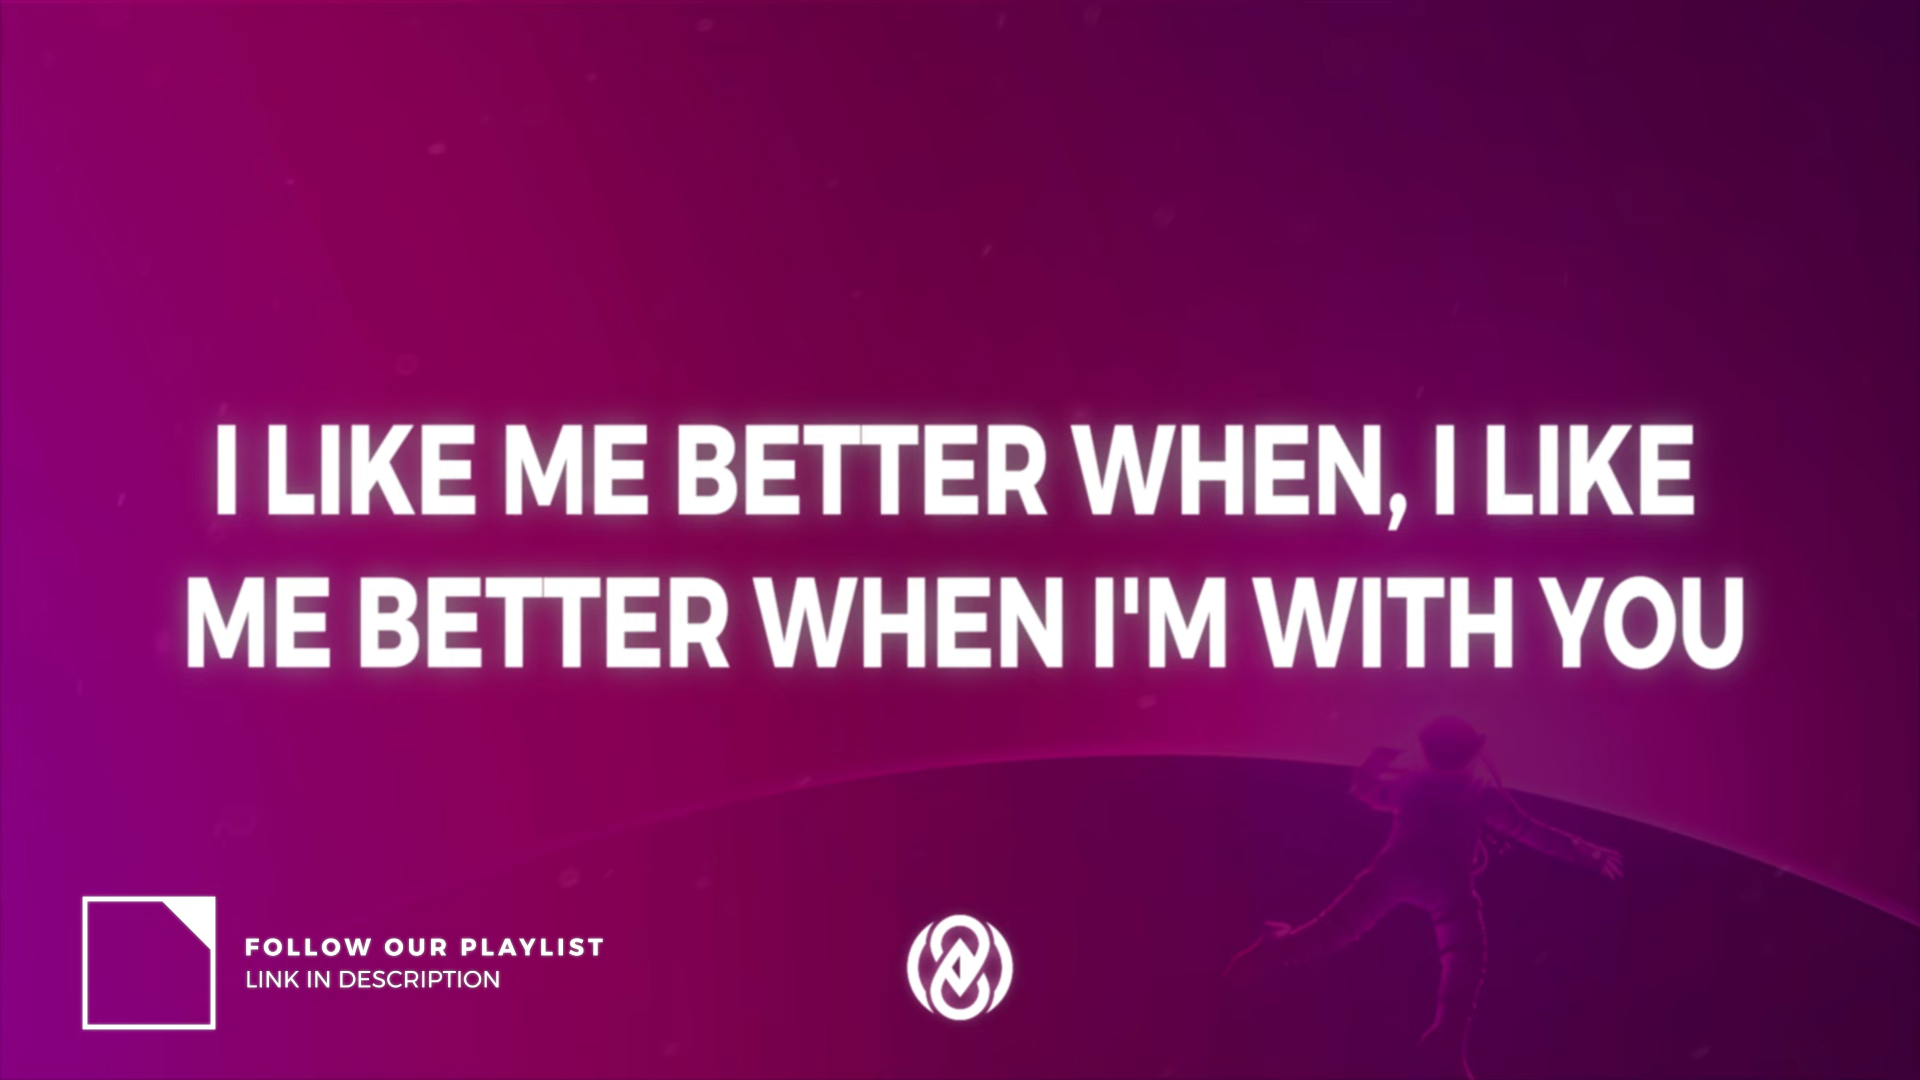 I LIKE ME BETTER WHEN, I LIKE
ME BETTER WHEN I'M WITH YOU
FOLLOW OUR PLAYLIST
LINK IN DESCRIPTION